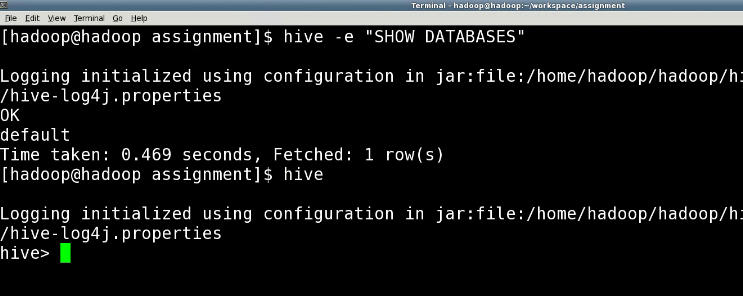 Terminal - hadoop@hadoop:~/workspace/assignment
File Edit View Terminal Go Help
[hadoop@hadoop assignment]$ hive -e "SHOW DATABASES"
Logging initialized using configuration in jar:file:/home/hadoop/hadoop/hi
/hive-log4j.properties
OK
default
Time taken: 0.469 seconds, Fetched: 1 row(s)
[hadoop@hadoop assignment]$ hive
Logging initialized using configuration in jar:file:/home/hadoop/hadoop/hi
/hive-log4j.properties
hive>